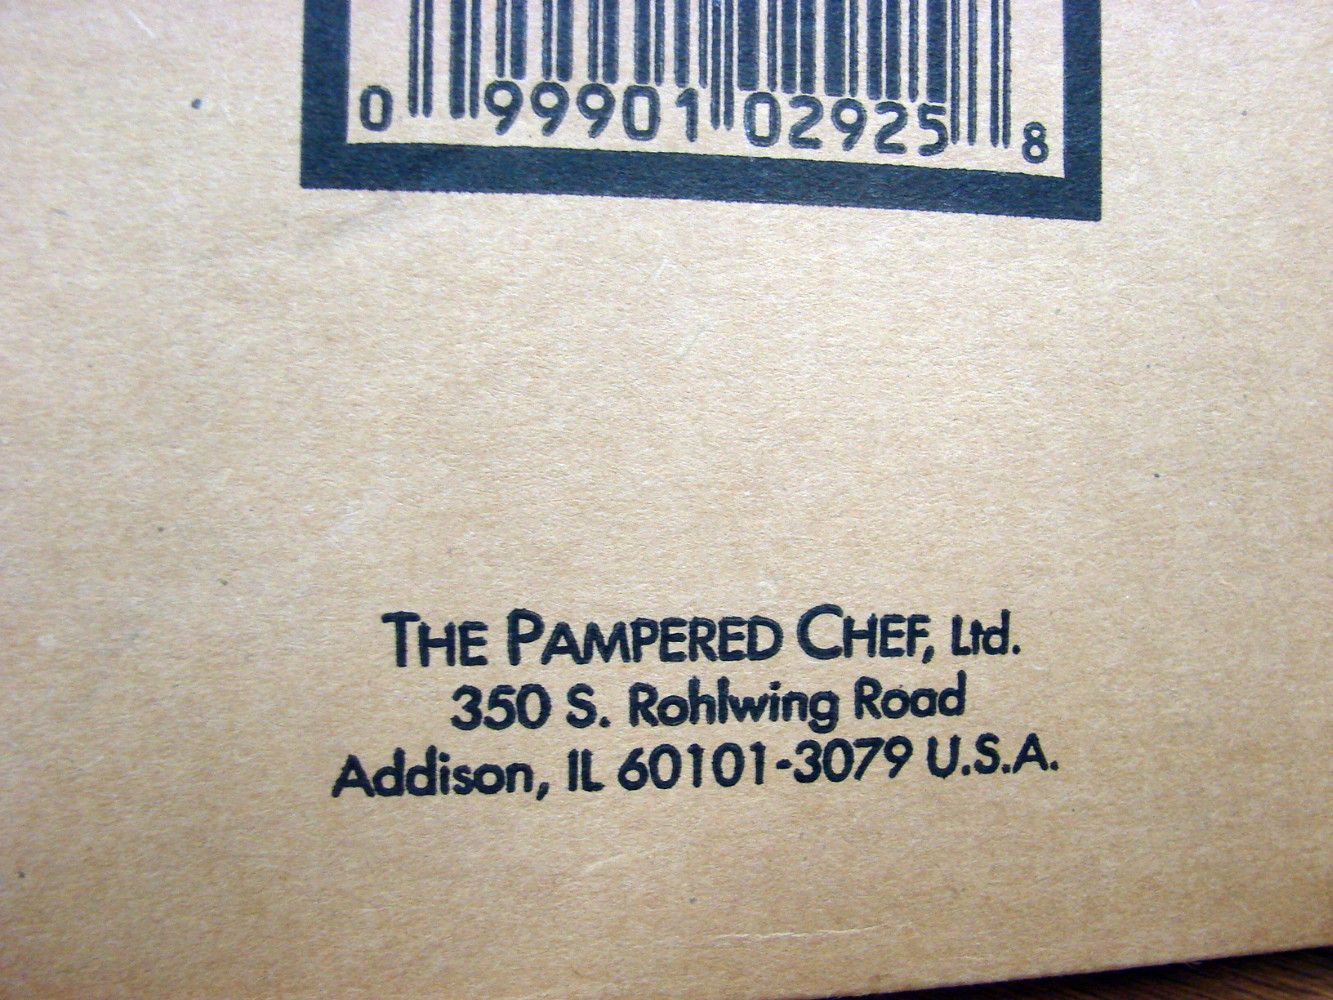 0 99901 02925 8
THE PAMPERED CHEF, Ltd.
350 S. Rohlwing Road
Addison, IL 60101-3079 U.S.A.